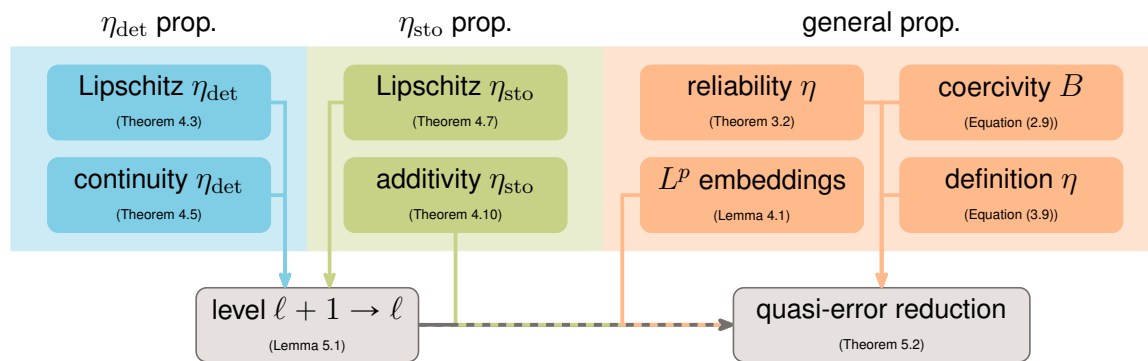 η_det prop.
η_sto prop.
general prop.
Lipschitz η_det
(Theorem 4.3)
Lipschitz η_sto
(Theorem 4.7)
reliability η
(Theorem 3.2)
coercivity B
(Equation (2.9))
continuity η_det
(Theorem 4.5)
additivity η_sto
(Theorem 4.10)
L^p embeddings
(Lemma 4.1)
definition η
(Equation (3.9))
level ℓ + 1 → ℓ
(Lemma 5.1)
quasi-error reduction
(Theorem 5.2)